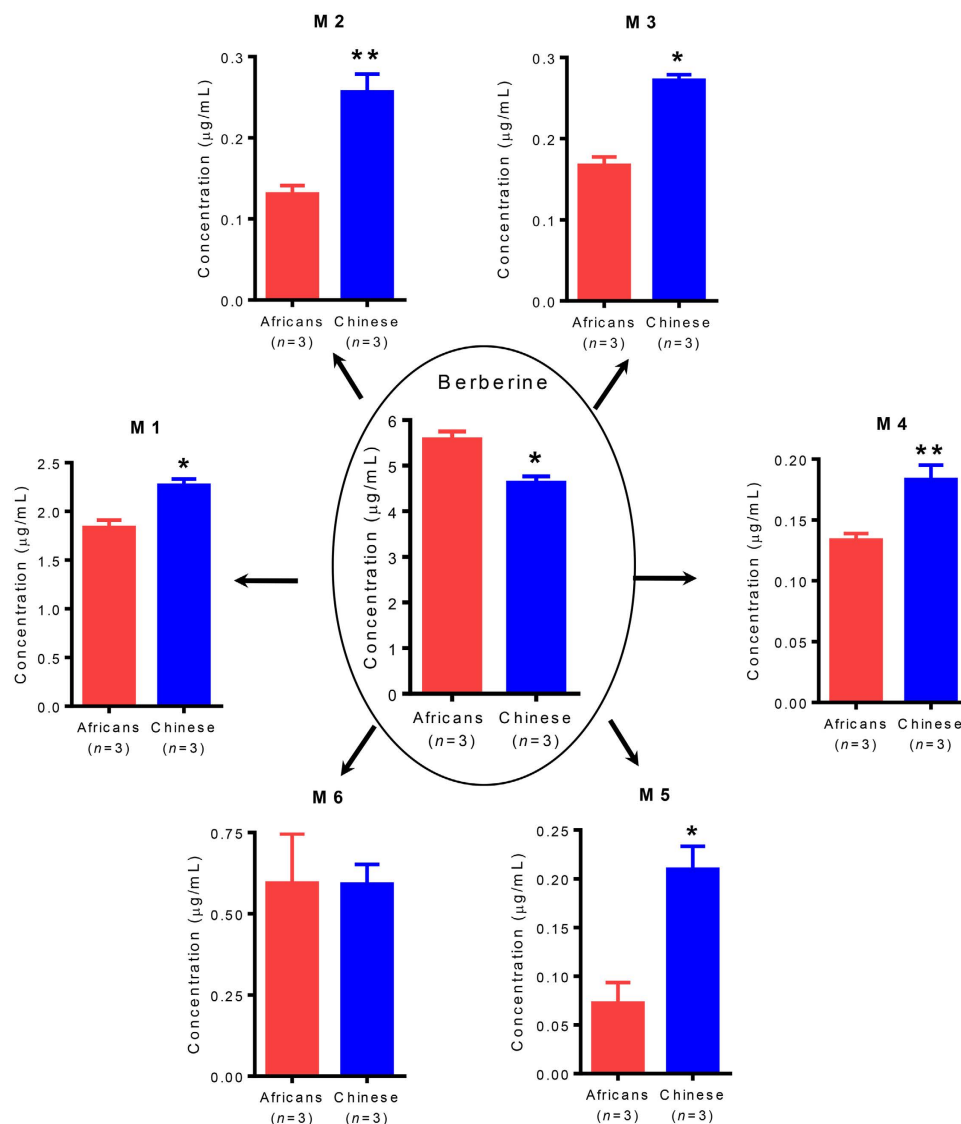 M 2
**
Concentration (μg/mL)
0.3
0.2
0.1
0.0
Africans Chinese
(n=3) (n=3)
M 3
*
Concentration (μg/mL)
0.3
0.2
0.1
0.0
Africans Chinese
(n=3) (n=3)
M 1
*
Concentration (μg/mL)
2.5
2.0
1.5
1.0
0.5
0.0
Africans Chinese
(n=3) (n=3)
Berberine
*
Concentration (μg/mL)
6
5
4
3
2
1
0
Africans Chinese
(n=3) (n=3)
M 4
**
Concentration (μg/mL)
0.20
0.15
0.10
0.05
0.00
Africans Chinese
(n=3) (n=3)
M 6
Concentration (μg/mL)
0.75
0.50
0.25
0.00
Africans Chinese
(n=3) (n=3)
M 5
*
Concentration (μg/mL)
0.25
0.20
0.15
0.10
0.05
0.00
Africans Chinese
(n=3) (n=3)